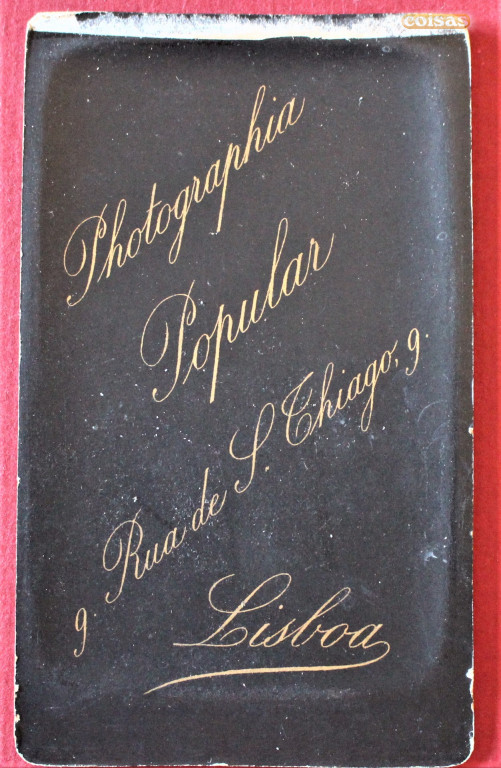 coisas
Photographia
Popular
9. Rua de S. Thiago, 9.
Lisboa